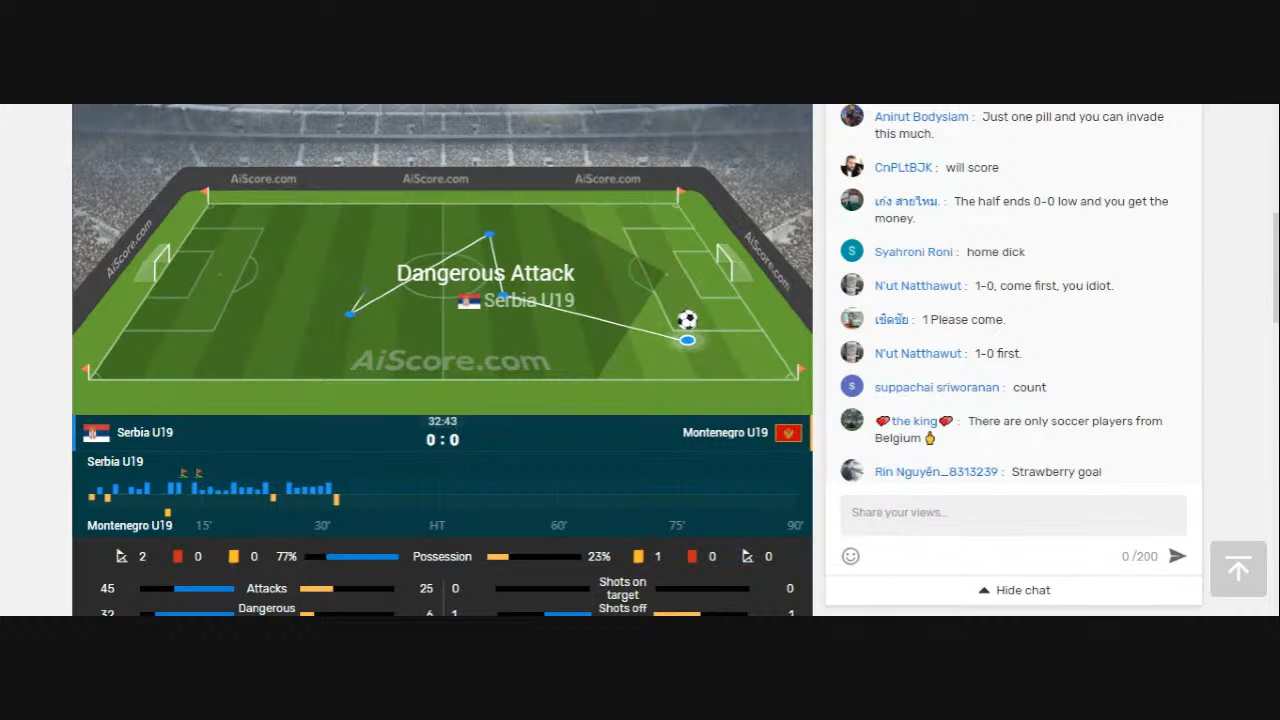 AiScore.com
AiScore.com
AiScore.com
AiScore.com
AiScore.com
Dangerous Attack
Serbia U19
AiScore.com
Serbia U19
32:43
0 : 0
Montenegro U19
Serbia U19
Montenegro U19
15'
30'
HT
60'
75'
90'
2
0
0
77%
Possession
23%
1
0
0
45
Attacks
25
0
Shots on
target
0
32
Dangerous
6
1
Shots off
1
Anirut Bodyslam : Just one pill and you can invade
this much.
CnPLtBJK : will score
เก่ง สายไหม. : The half ends 0-0 low and you get the
money.
S
Syahroni Roni : home dick
N'ut Natthawut : 1-0, come first, you idiot.
เชิดชัย : 1 Please come.
N'ut Natthawut : 1-0 first.
s
suppachai sriworanan : count
❤️the king❤️ : There are only soccer players from
Belgium 🖕
Rin Nguyễn_8313239 : Strawberry goal
Share your views...
0 /200
Hide chat